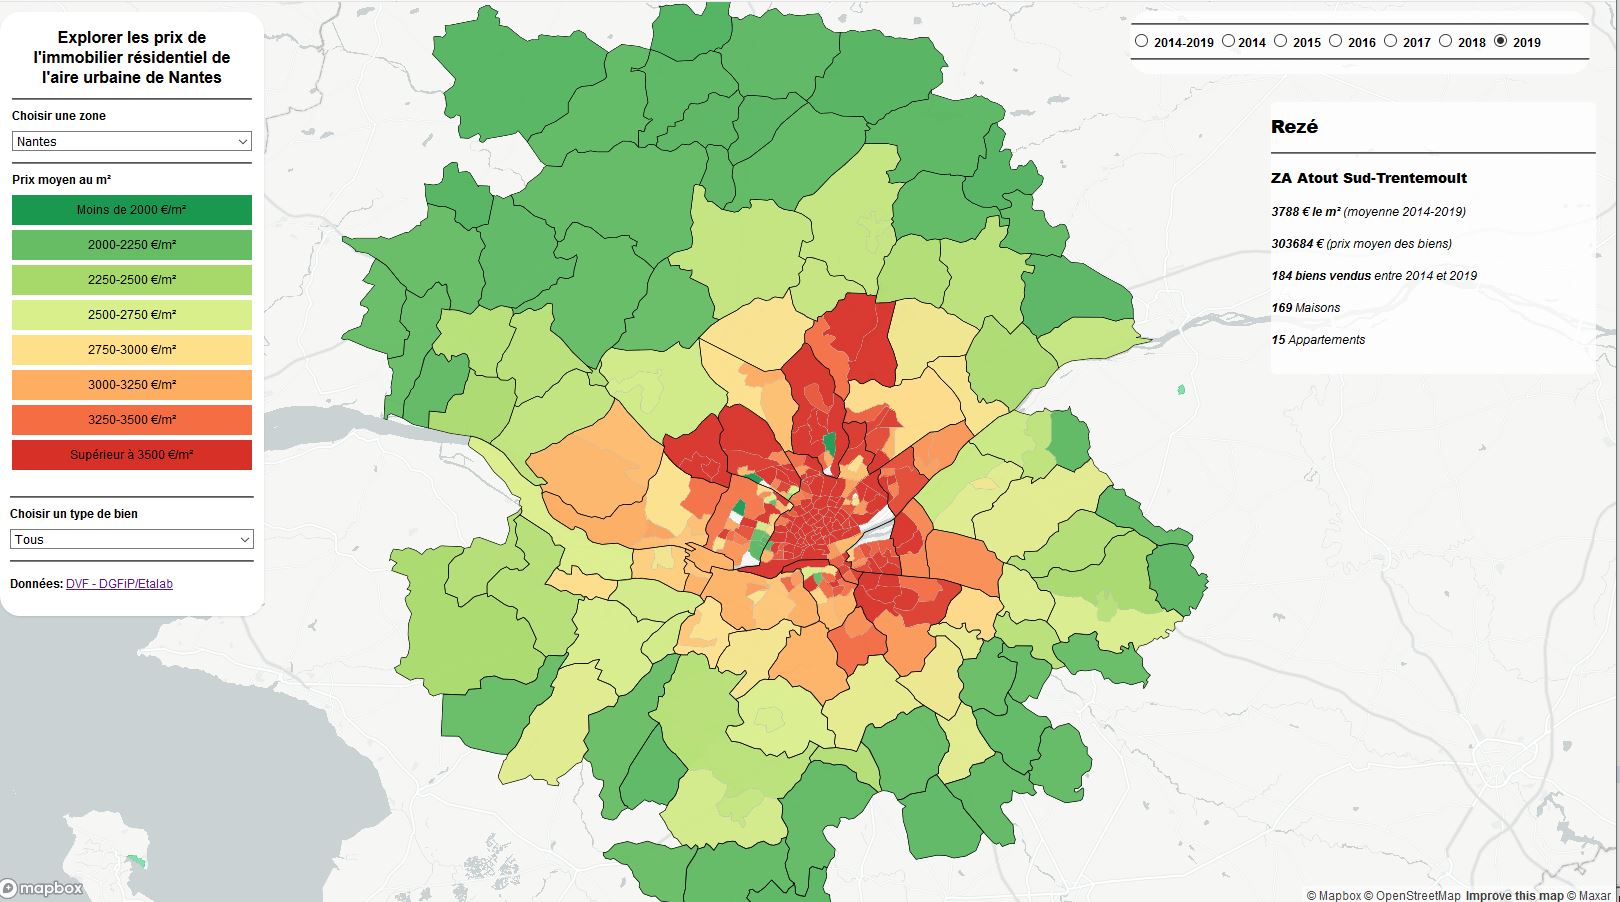 Explorer les prix de
l'immobilier résidentiel de
l'aire urbaine de Nantes
Choisir une zone
Nantes
Prix moyen au m²
Moins de 2000 €/m²
2000-2250 €/m²
2250-2500 €/m²
2500-2750 €/m²
2750-3000 €/m²
3000-3250 €/m²
3250-3500 €/m²
Supérieur à 3500 €/m²
Choisir un type de bien
Tous
Données: DVF - DGFiP/Etalab
2014-2019 2014 2015 2016 2017 2018 2019
Rezé
ZA Atout Sud-Trentemoult
3788 € le m² (moyenne 2014-2019)
303684 € (prix moyen des biens)
184 biens vendus entre 2014 et 2019
169 Maisons
15 Appartements
mapbox
© Mapbox © OpenStreetMap Improve this map © Maxar